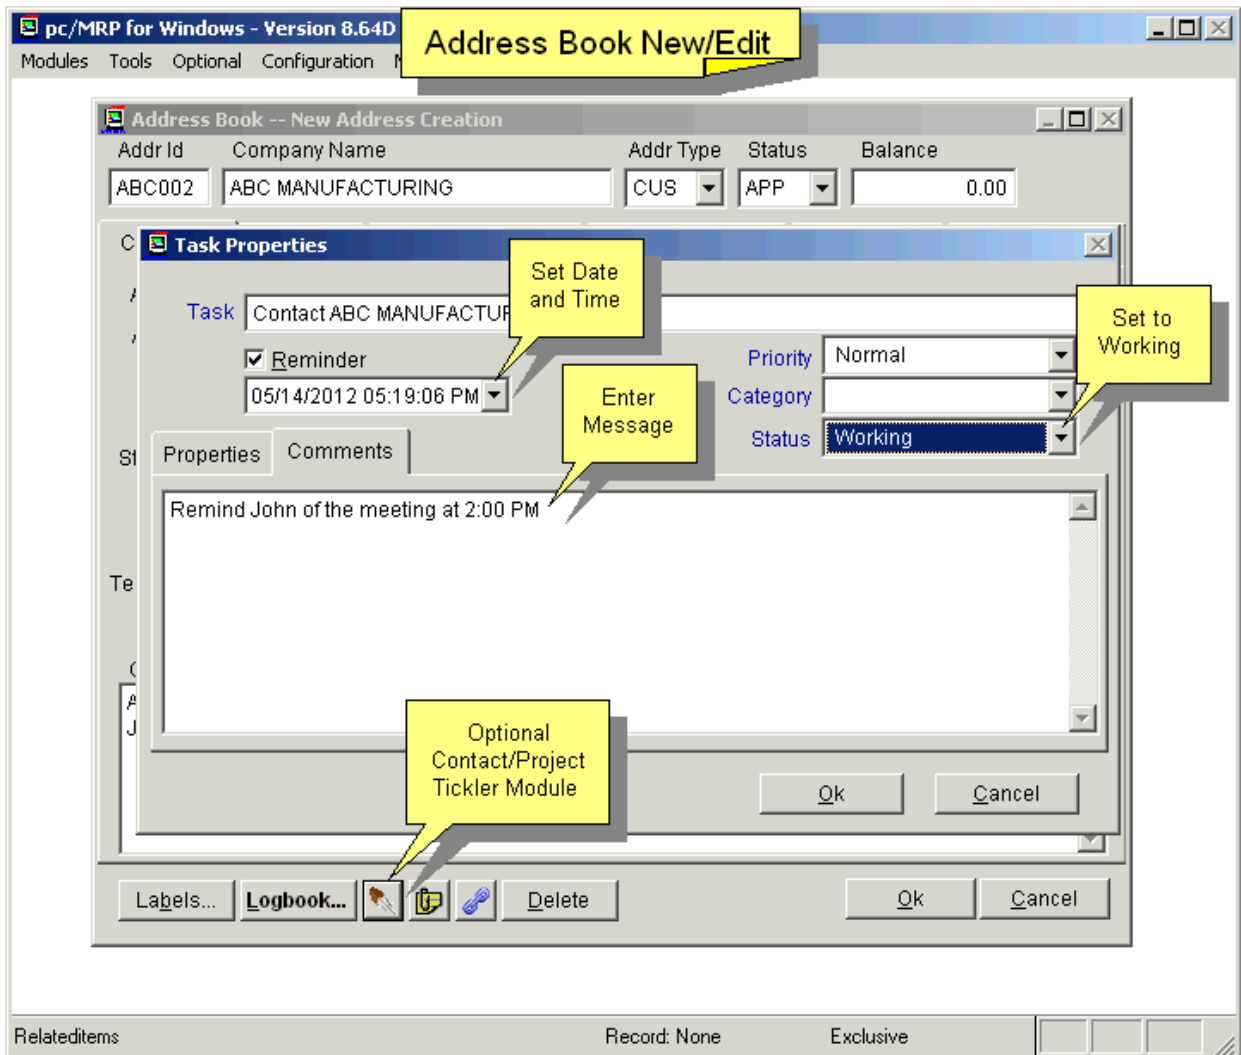 pc/MRP for Windows - Version 8.64D
Address Book New/Edit
Modules Tools Optional Configuration
Address Book -- New Address Creation
Addr Id Company Name Addr Type Status Balance
ABC002 ABC MANUFACTURING CUS APP 0.00
Task Properties
Set Date
and Time
Task Contact ABC MANUFACTUR
Set to
Working
Reminder
Priority Normal
05/14/2012 05:19:06 PM
Enter
Message
Category
Status Working
Properties Comments
Remind John of the meeting at 2:00 PM
Te
Optional
Contact/Project
Tickler Module
Ok Cancel
Labels... Logbook... Delete Ok Cancel
Relateditems Record: None Exclusive